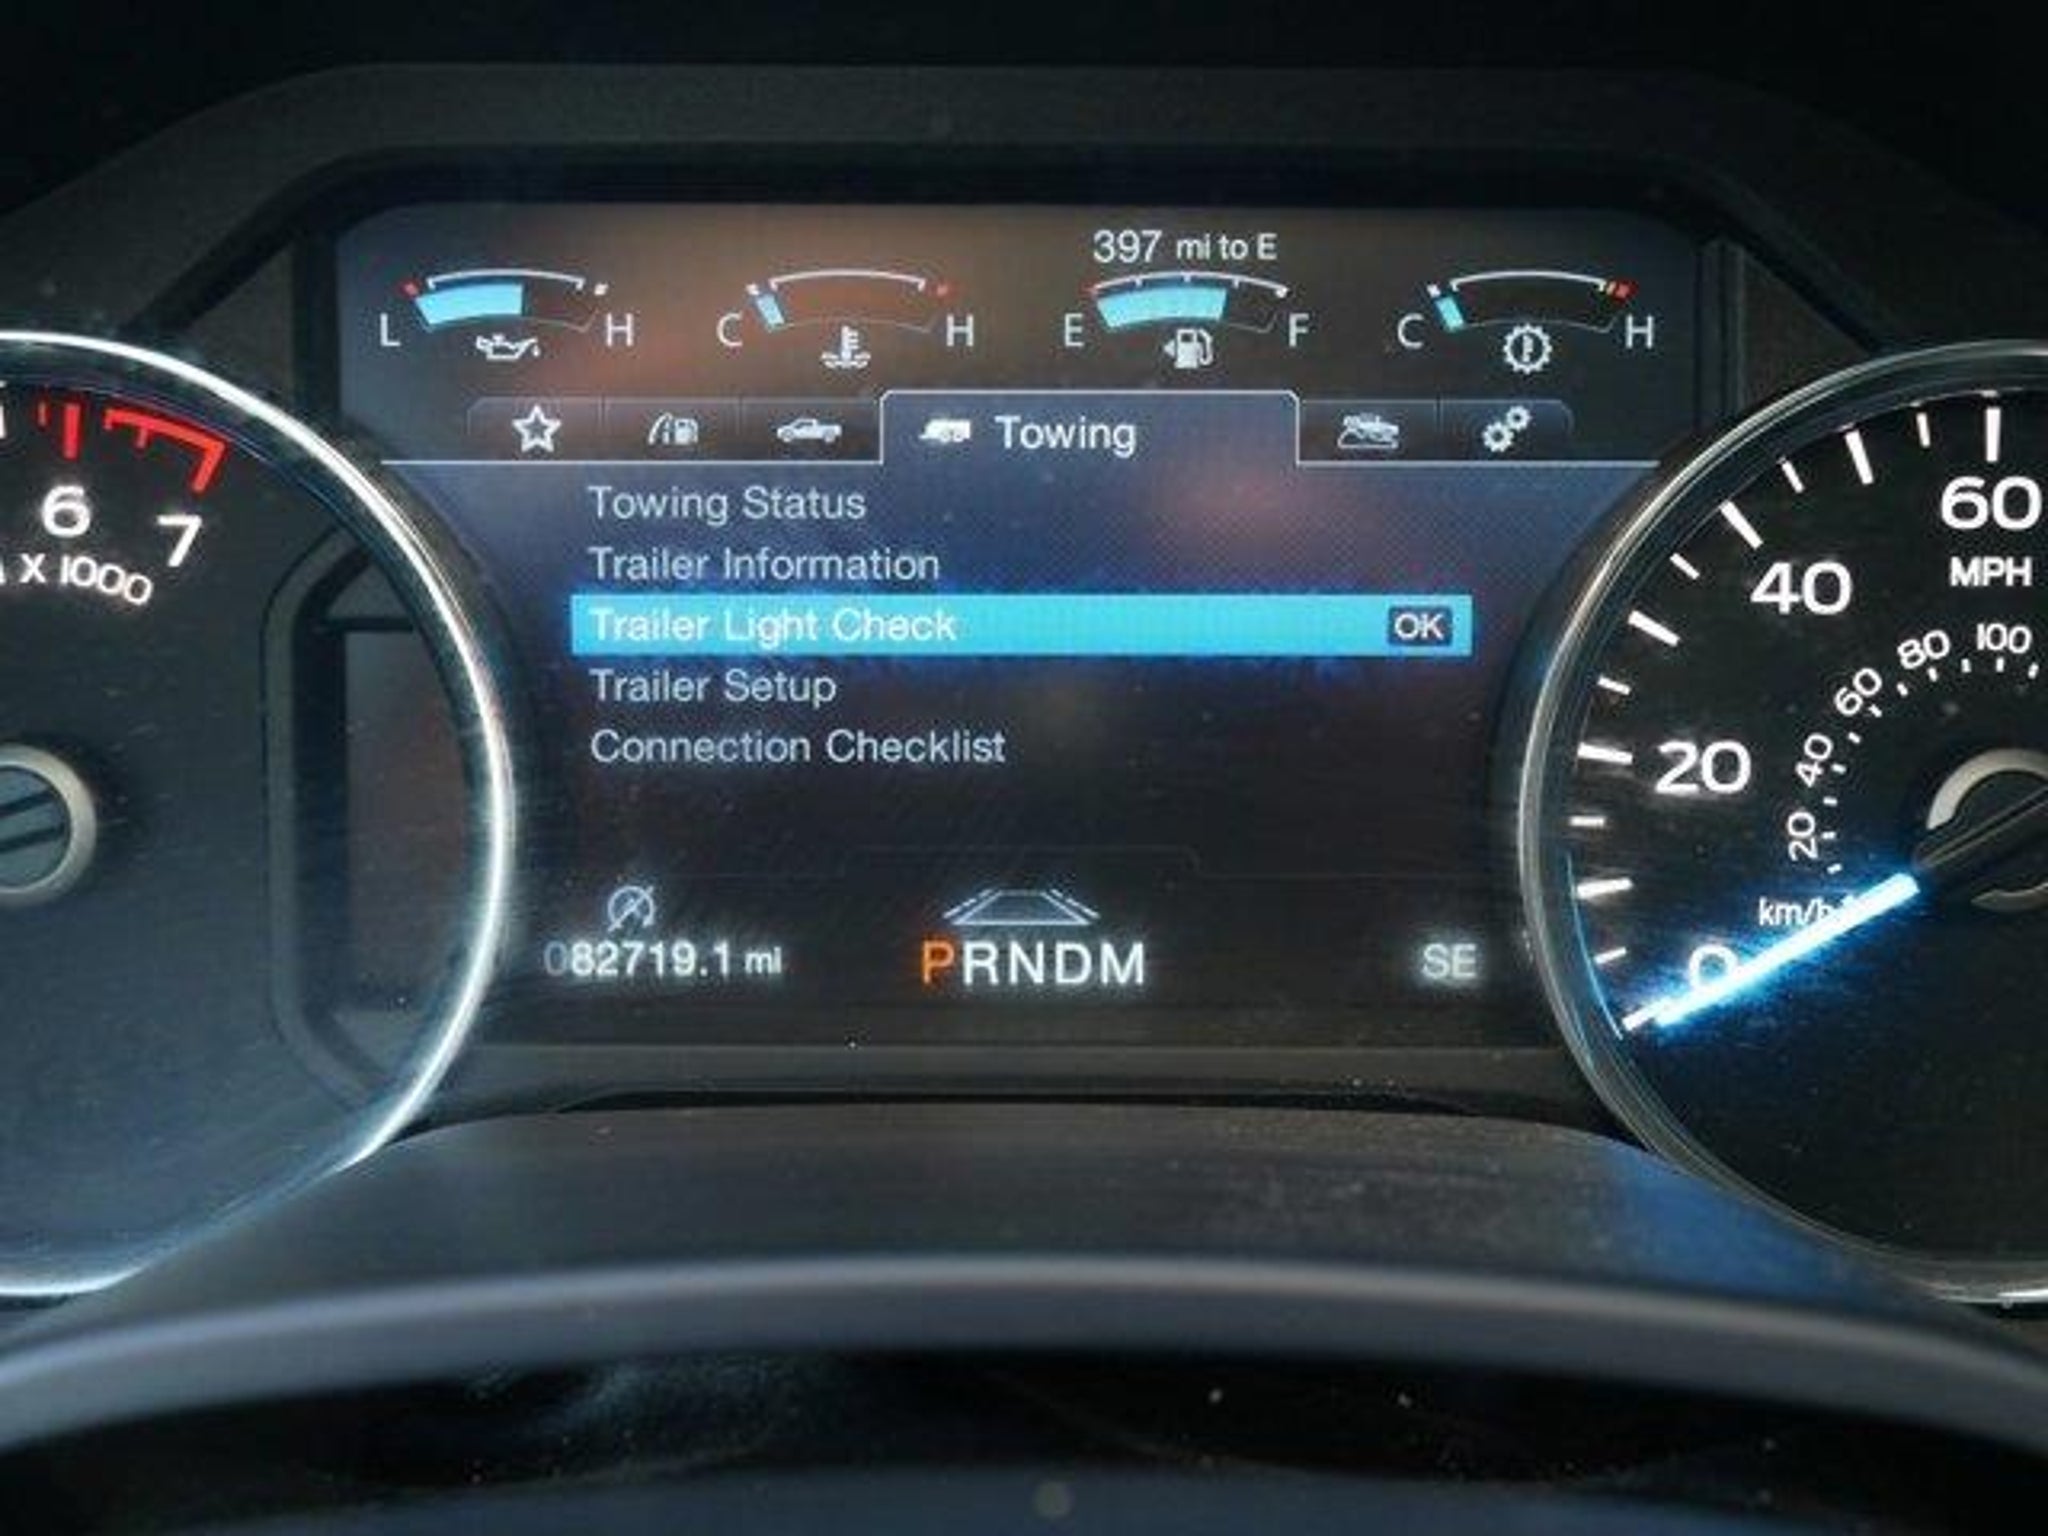 397 mi to E
L H
C H
E F
C H
Towing
Towing Status
Trailer Information
Trailer Light Check OK
Trailer Setup
Connection Checklist
082719.1 mi
PRNDM
SE
6
7
X 1000
60
MPH
40
20
0
100
80
60
40
20
km/h